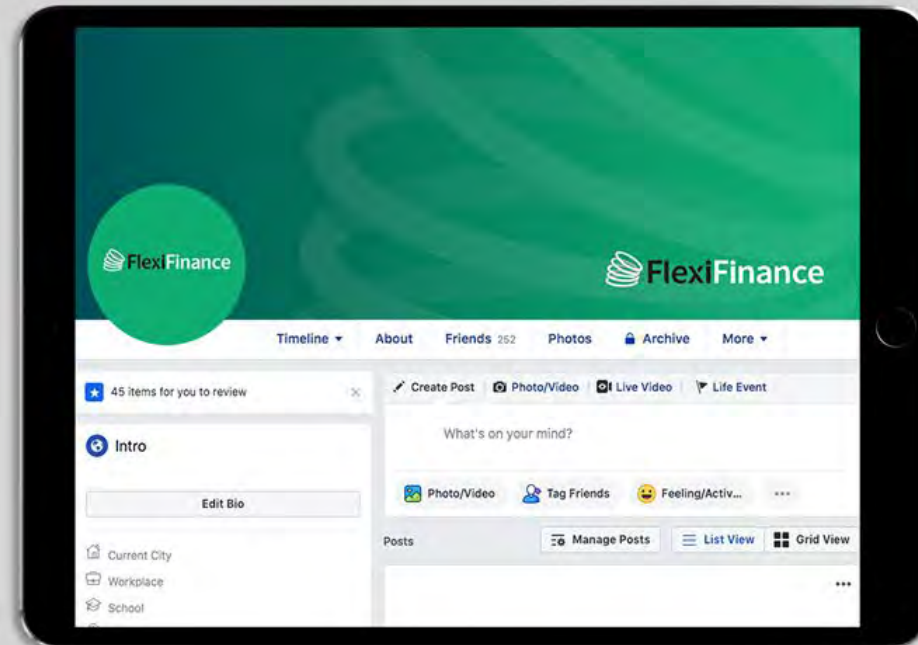 FlexiFinance
FlexiFinance
Timeline About Friends 252 Photos Archive More
45 items for you to review
Create Post Photo/Video Live Video Life Event
What's on your mind?
Intro
Edit Bio
Photo/Video Tag Friends Feeling/Activ... ...
Posts Manage Posts List View Grid View
Current City
Workplace
School
...